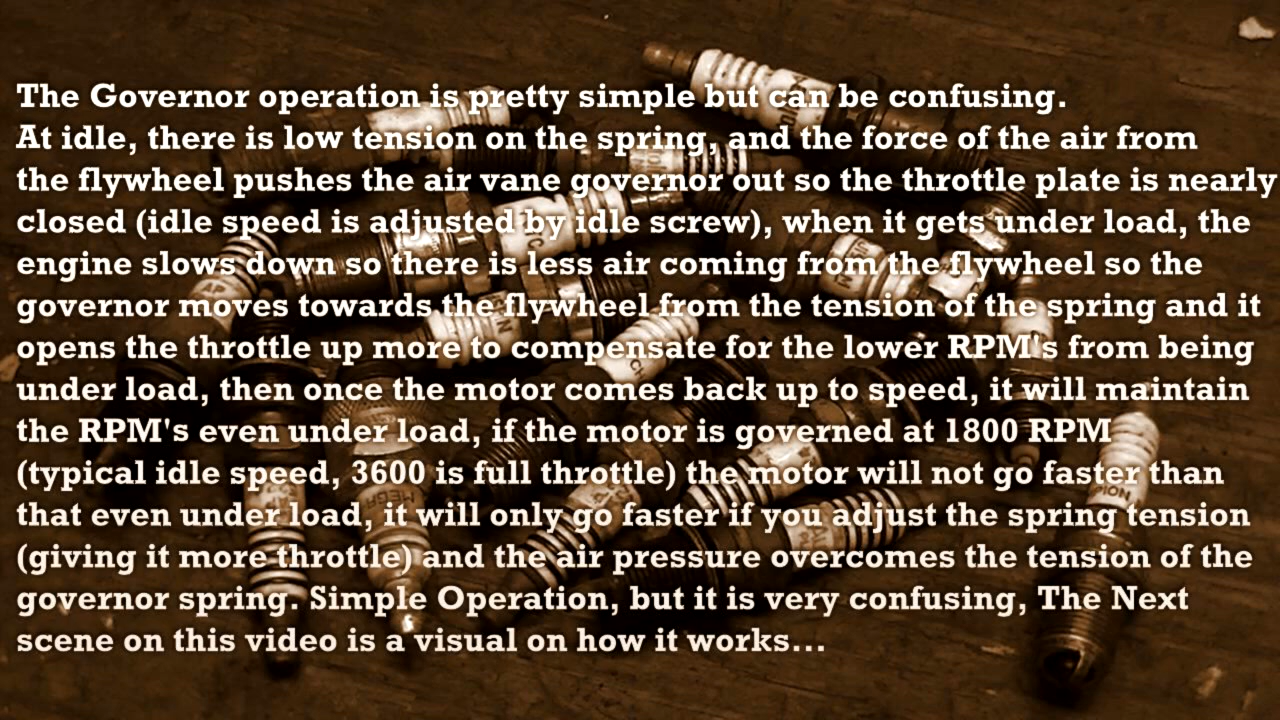 The Governor operation is pretty simple but can be confusing.
At idle, there is low tension on the spring, and the force of the air from
the flywheel pushes the air vane governor out so the throttle plate is nearly
closed (idle speed is adjusted by idle screw), when it gets under load, the
engine slows down so there is less air coming from the flywheel so the
governor moves towards the flywheel from the tension of the spring and it
opens the throttle up more to compensate for the lower RPM's from being
under load, then once the motor comes back up to speed, it will maintain
the RPM's even under load, if the motor is governed at 1800 RPM
(typical idle speed, 3600 is full throttle) the motor will not go faster than
that even under load, it will only go faster if you adjust the spring tension
(giving it more throttle) and the air pressure overcomes the tension of the
governor spring. Simple Operation, but it is very confusing, The Next
scene on this video is a visual on how it works...